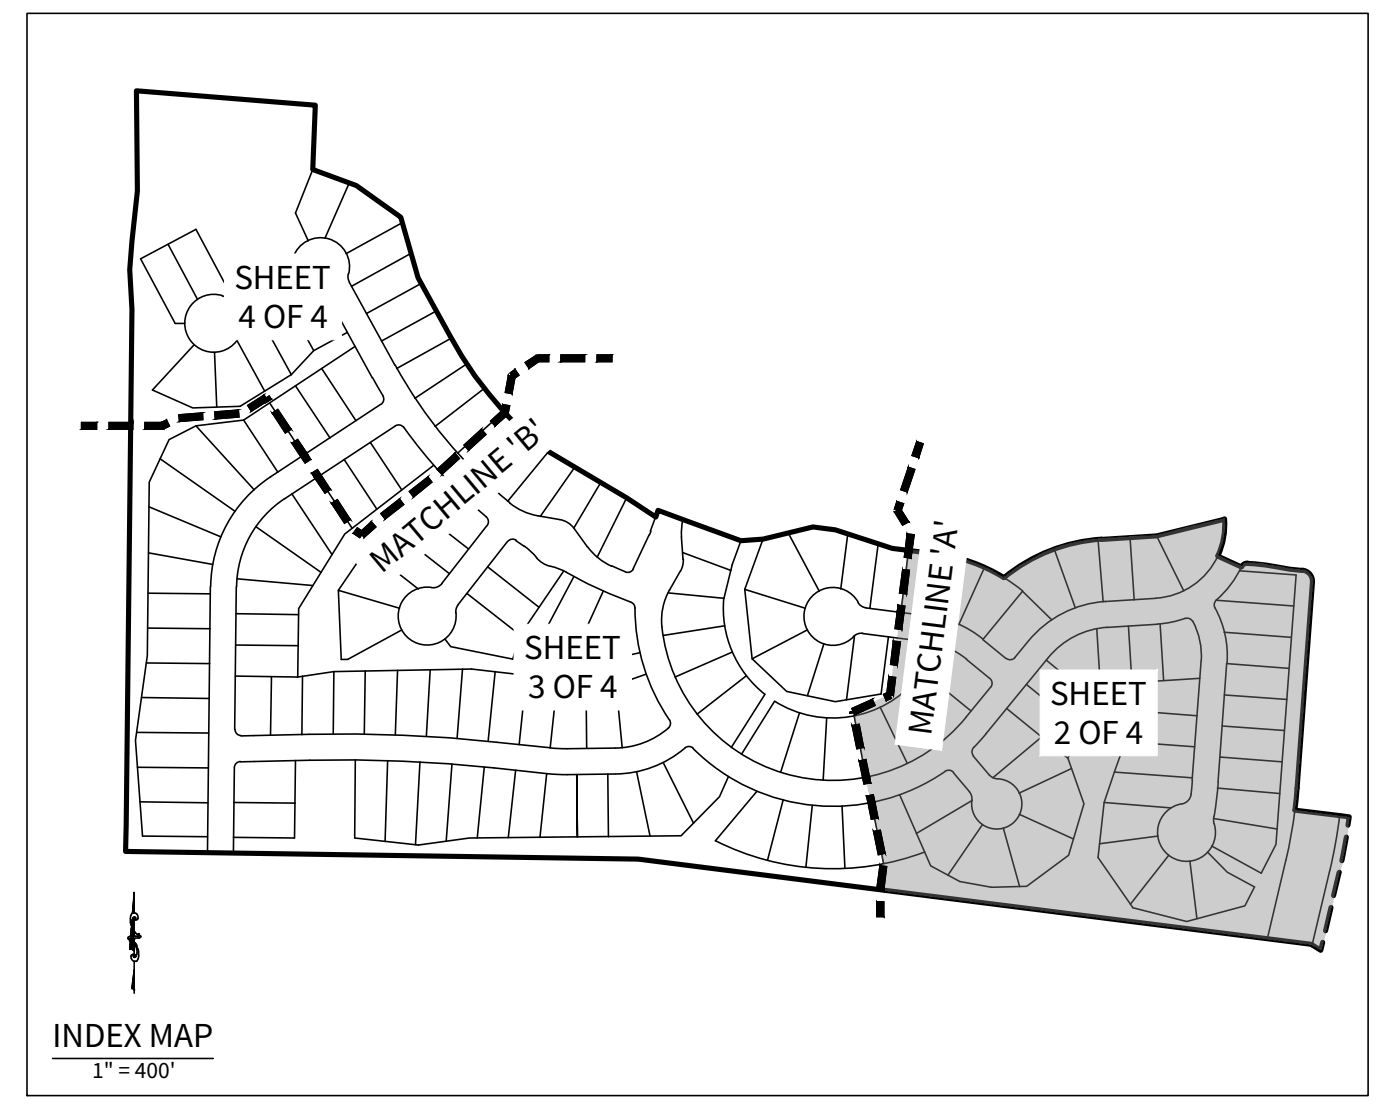 SHEET
4 OF 4
MATCHLINE 'B'
SHEET
3 OF 4
MATCHLINE 'A'
SHEET
2 OF 4
INDEX MAP
1" = 400'